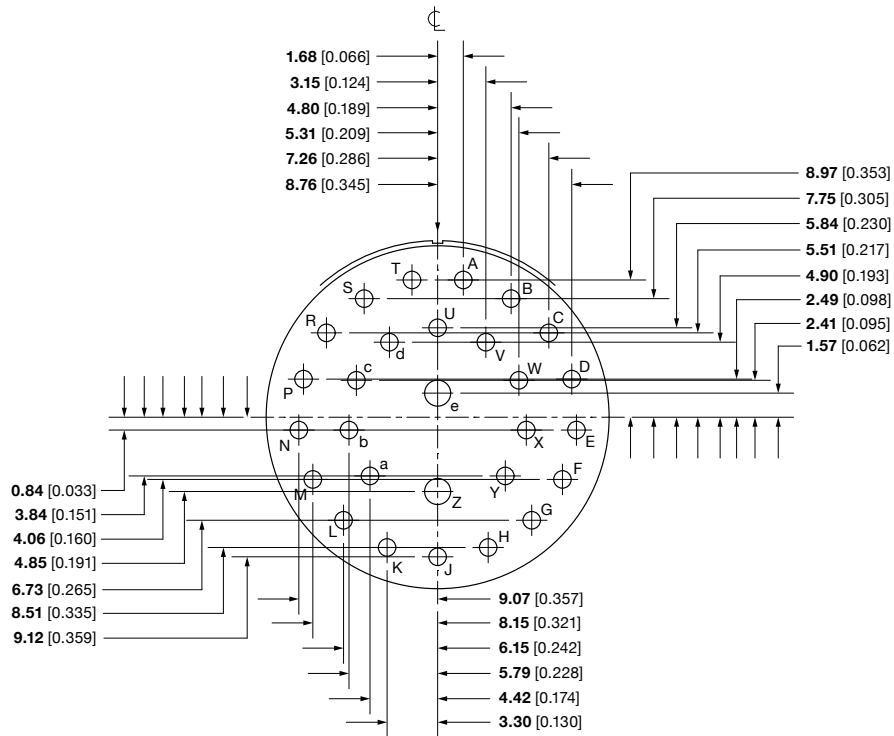 ℄
1.68 [0.066]
3.15 [0.124]
4.80 [0.189]
5.31 [0.209]
7.26 [0.286]
8.76 [0.345]
8.97 [0.353]
7.75 [0.305]
5.84 [0.230]
5.51 [0.217]
4.90 [0.193]
2.49 [0.098]
2.41 [0.095]
1.57 [0.062]
T A
S B
R U C
d V
P c W D
e
N b X E
M a Y F
Z
L G
K J H
0.84 [0.033]
3.84 [0.151]
4.06 [0.160]
4.85 [0.191]
6.73 [0.265]
8.51 [0.335]
9.12 [0.359]
9.07 [0.357]
8.15 [0.321]
6.15 [0.242]
5.79 [0.228]
4.42 [0.174]
3.30 [0.130]